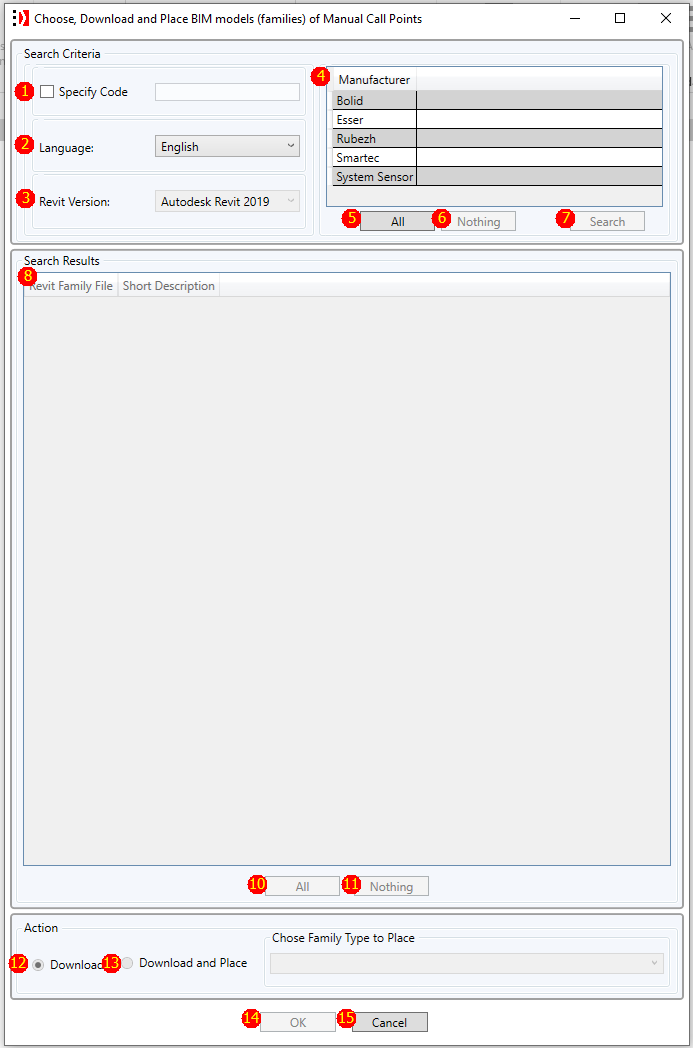 Choose, Download and Place BIM models (families) of Manual Call Points
Search Criteria
1 Specify Code
2 Language: English
3 Revit Version: Autodesk Revit 2019
4 Manufacturer
Bolid
Esser
Rubezh
Smartec
System Sensor
5 All 6 Nothing 7 Search
Search Results
8 Revit Family File Short Description
10 All 11 Nothing
Action
12 Download 13 Download and Place
Chose Family Type to Place
14 OK 15 Cancel